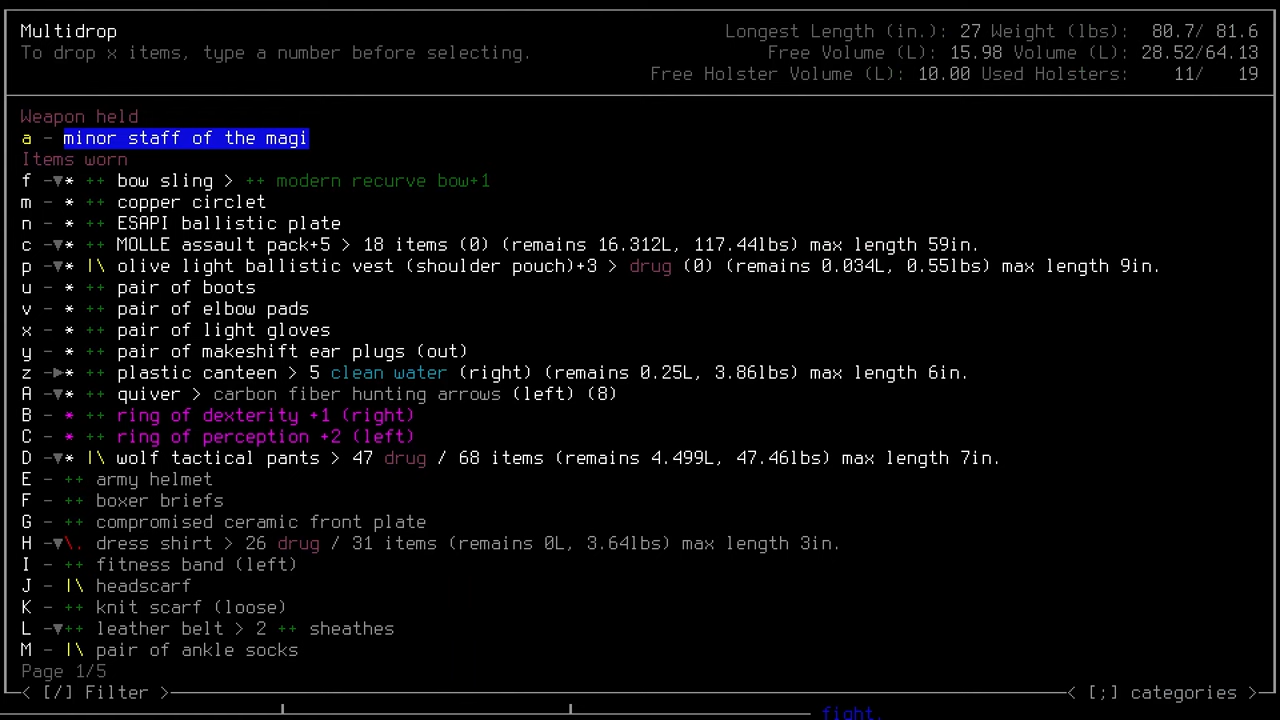 Multidrop
Longest Length (in.): 27 Weight (lbs): 80.7/ 81.6
To drop x items, type a number before selecting.
Free Volume (L): 15.98 Volume (L): 28.52/64.13
Free Holster Volume (L): 10.00 Used Holsters: 11/ 19
Weapon held
a - minor staff of the magi
Items worn
f -▼* ++ bow sling > ++ modern recurve bow+1
m - * ++ copper circlet
n - * ++ ESAPI ballistic plate
c -▼* ++ MOLLE assault pack+5 > 18 items (0) (remains 16.312L, 117.44lbs) max length 59in.
p -▼* |\ olive light ballistic vest (shoulder pouch)+3 > drug (0) (remains 0.034L, 0.55lbs) max length 9in.
u - * ++ pair of boots
v - * ++ pair of elbow pads
x - * ++ pair of light gloves
y - * ++ pair of makeshift ear plugs (out)
z -▶* ++ plastic canteen > 5 clean water (right) (remains 0.25L, 3.86lbs) max length 6in.
A -▼* ++ quiver > carbon fiber hunting arrows (left) (8)
B - * ++ ring of dexterity +1 (right)
C - * ++ ring of perception +2 (left)
D -▼* |\ wolf tactical pants > 47 drug / 68 items (remains 4.499L, 47.46lbs) max length 7in.
E - ++ army helmet
F - ++ boxer briefs
G - ++ compromised ceramic front plate
H -▼\. dress shirt > 26 drug / 31 items (remains 0L, 3.64lbs) max length 3in.
I - ++ fitness band (left)
J - |\ headscarf
K - ++ knit scarf (loose)
L -▼++ leather belt > 2 ++ sheathes
M - |\ pair of ankle socks
Page 1/5
< [/] Filter >
< [;] categories >
fight.